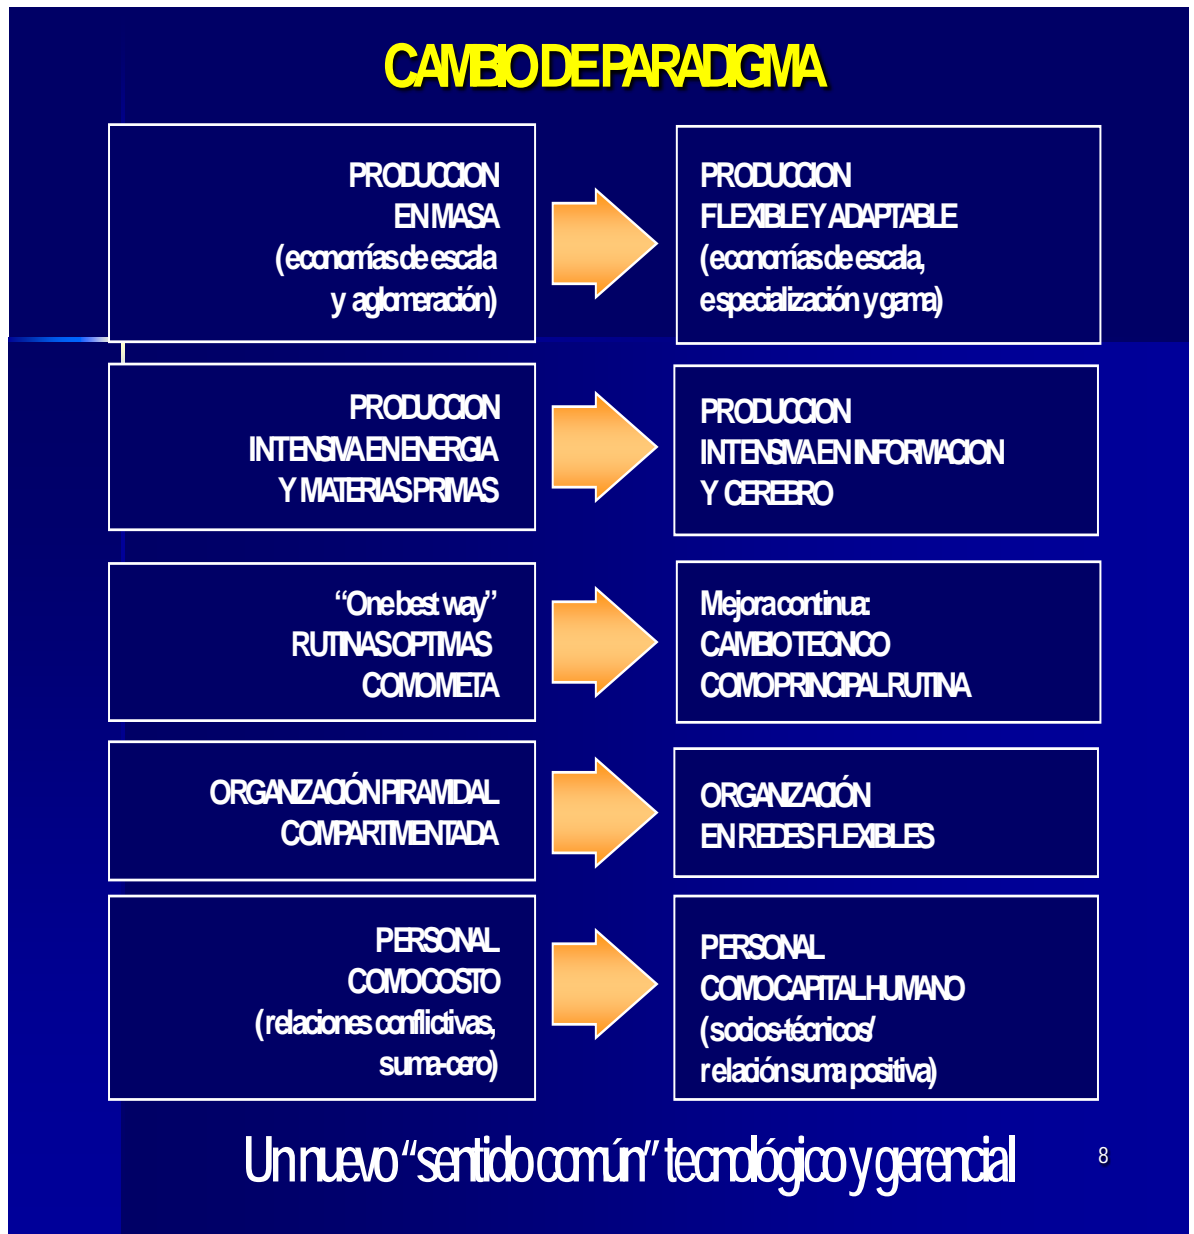 CAMBIO DE PARADIGMA
PRODUCCION
EN MASA
(economías de escala
y aglomeración)
PRODUCCION
FLEXIBLE Y ADAPTABLE
(economías de escala,
especialización y gama)
PRODUCCION
INTENSIVA EN ENERGIA
Y MATERIAS PRIMAS
PRODUCCION
INTENSIVA EN INFORMACION
Y CEREBRO
“One best way”
RUTINAS OPTIMAS
COMO META
Mejora continua:
CAMBIO TECNICO
COMO PRINCIPAL RUTINA
ORGANIZACIÓN PIRAMIDAL
COMPARTIMENTADA
ORGANIZACIÓN
EN REDES FLEXIBLES
PERSONAL
COMO COSTO
(relaciones conflictivas,
suma-cero)
PERSONAL
COMO CAPITAL HUMANO
(socios-técnicos/
relación suma positiva)
Un nuevo “sentido común” tecnológico y gerencial
8